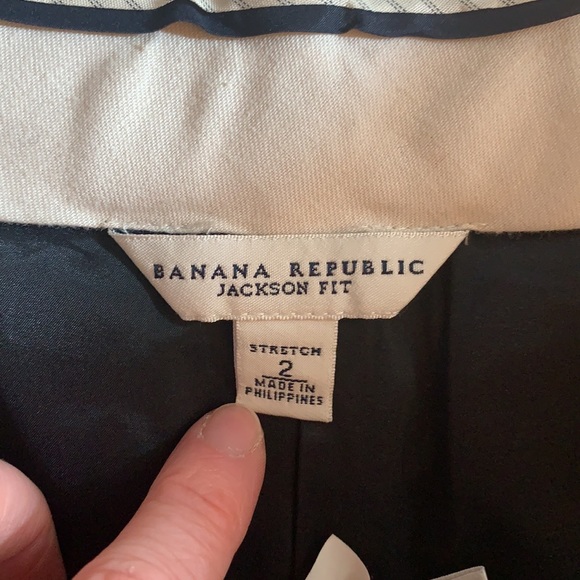 BANANA REPUBLIC
JACKSON FIT
STRETCH
2
MADE IN
PHILIPPINES